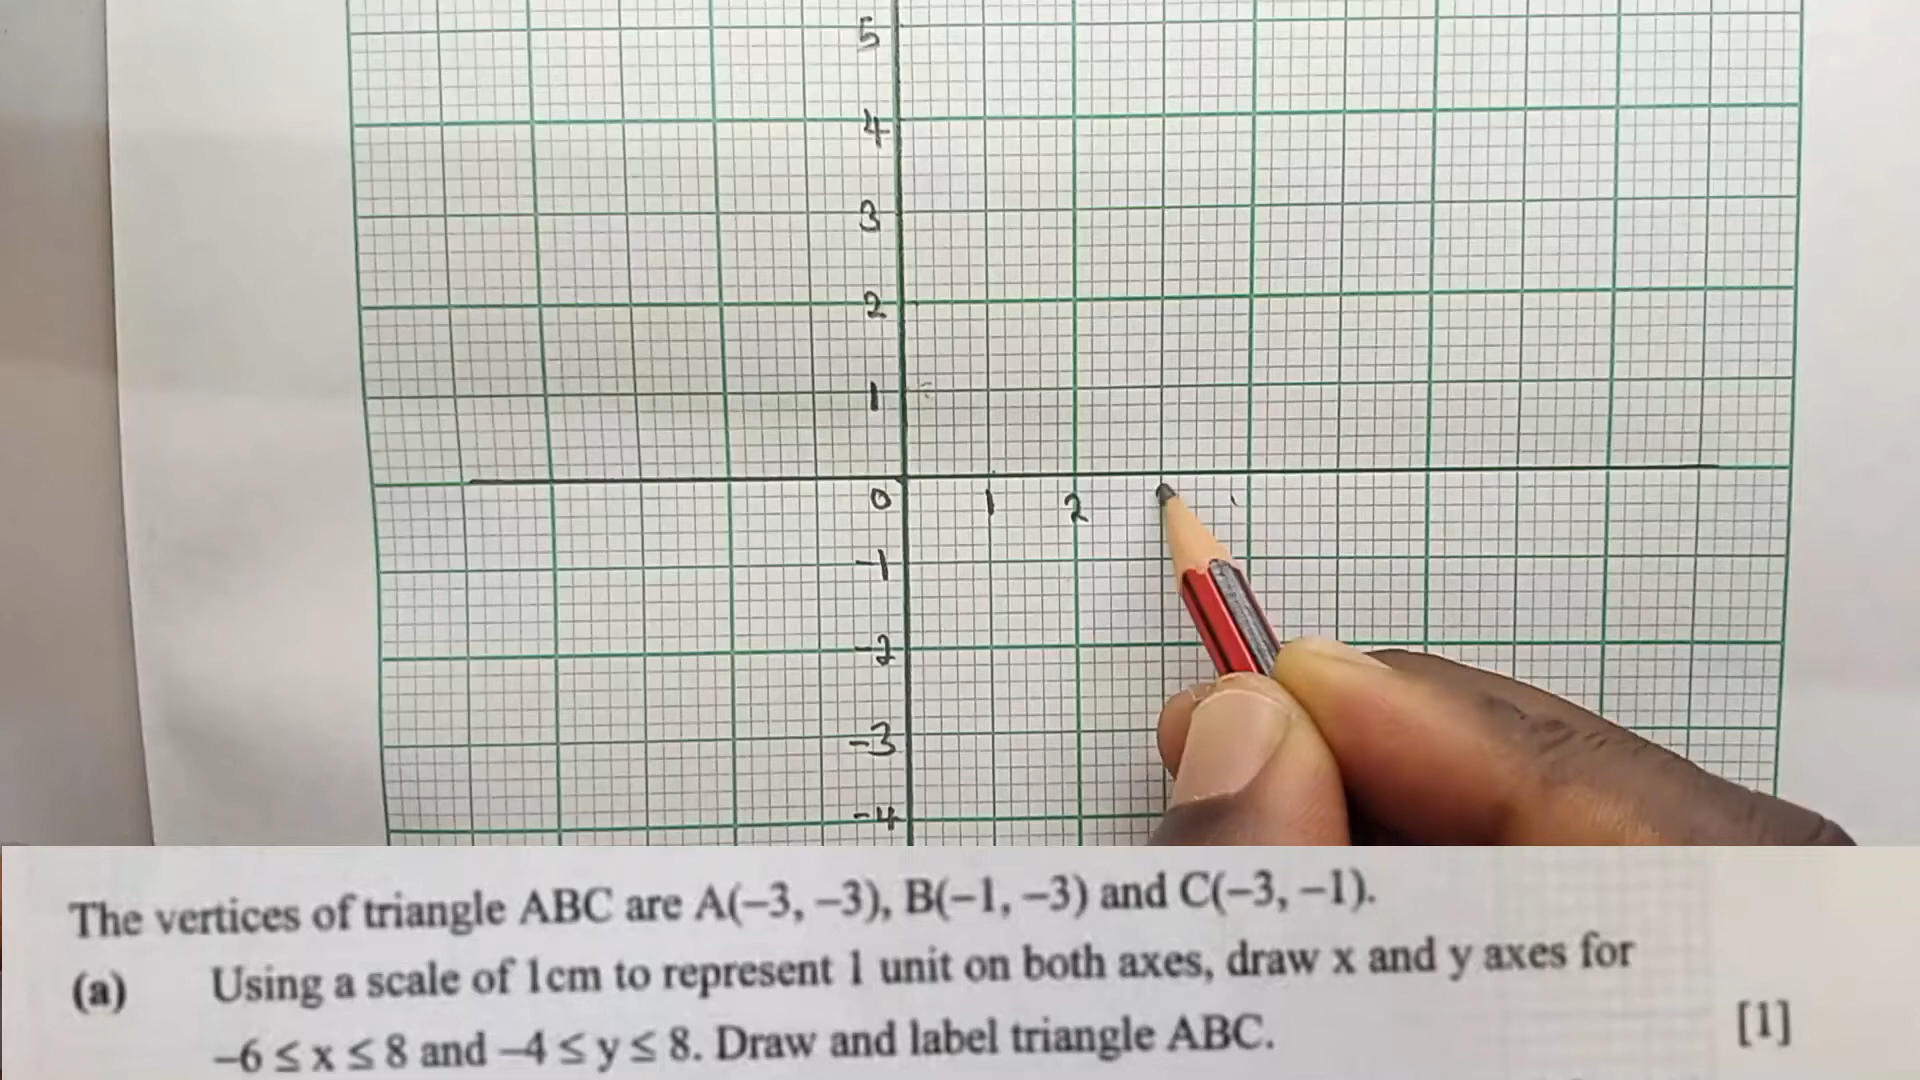 5
4
3
2
1
0 1 2
-1
-2
-3
-4
The vertices of triangle ABC are A(−3, −3), B(−1, −3) and C(−3, −1).
(a) Using a scale of 1cm to represent 1 unit on both axes, draw x and y axes for
−6 ≤ x ≤ 8 and −4 ≤ y ≤ 8. Draw and label triangle ABC. [1]